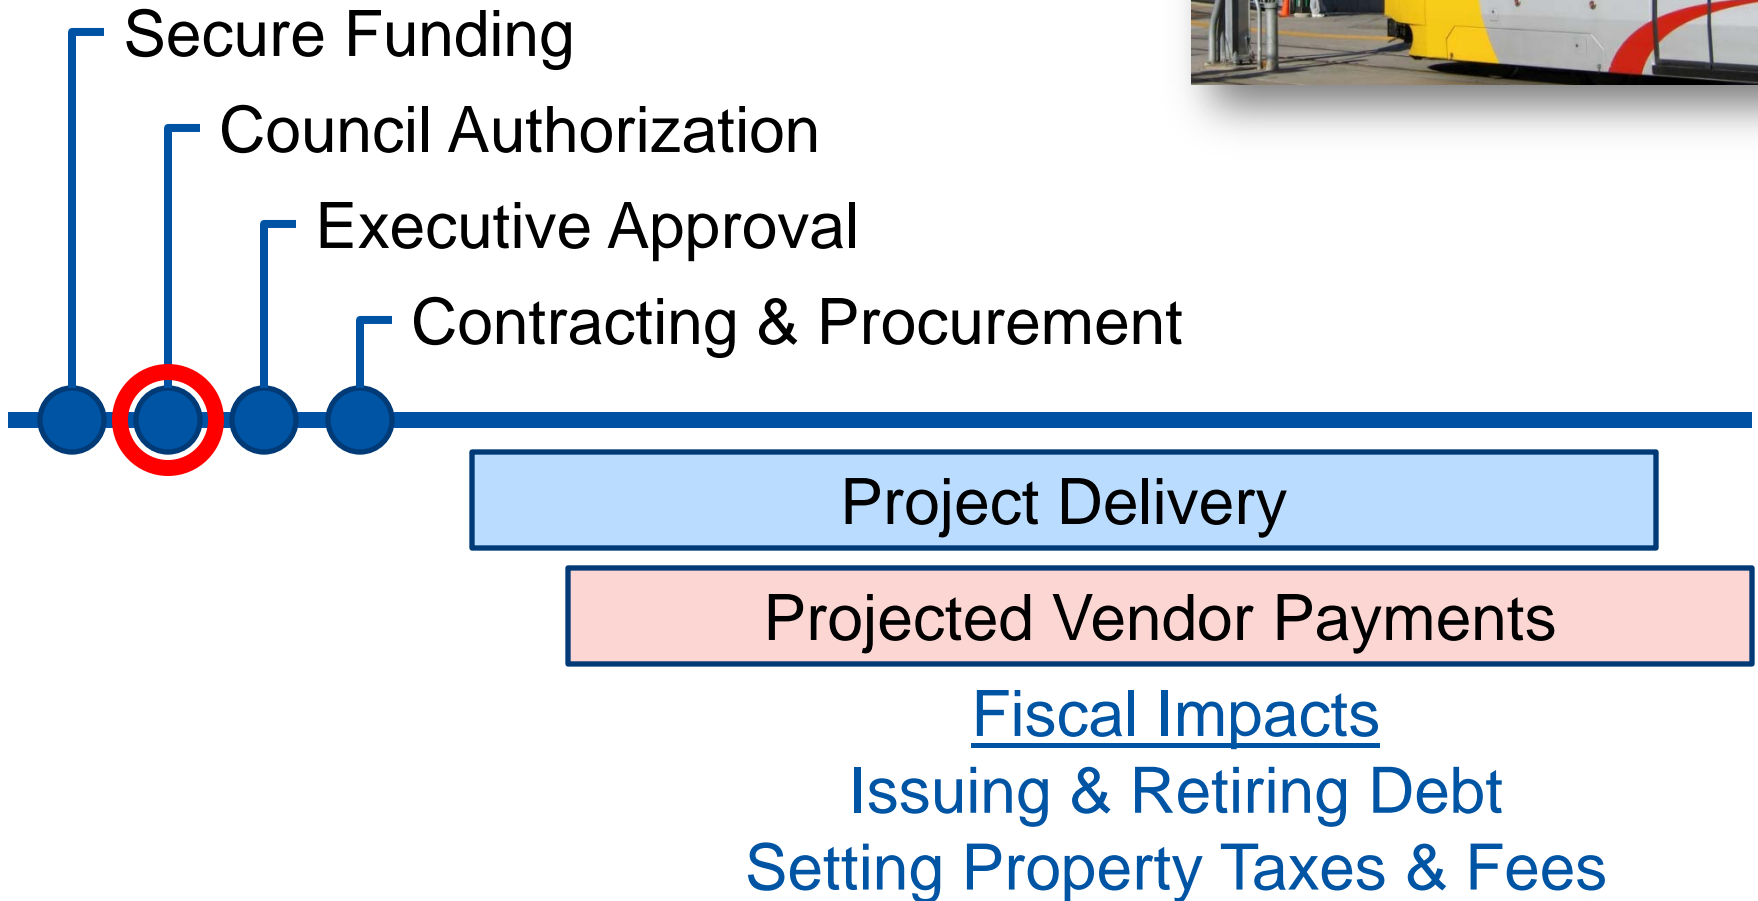 Secure Funding
Council Authorization
Executive Approval
Contracting & Procurement
Project Delivery
Projected Vendor Payments
Fiscal Impacts
Issuing & Retiring Debt
Setting Property Taxes & Fees